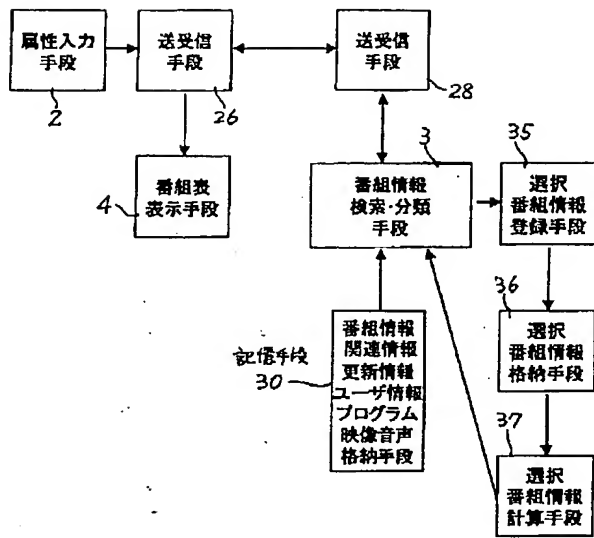 属性入力
手段
2
送受信
手段
26
送受信
手段
28
番組表
表示手段
4
番組情報
検索・分類
手段
3
選択
番組情報
登録手段
35
選択
番組情報
格納手段
36
選択
番組情報
計算手段
37
記憶手段
30
番組情報
関連情報
更新情報
ユーザ情報
プログラム
映像音声
格納手段